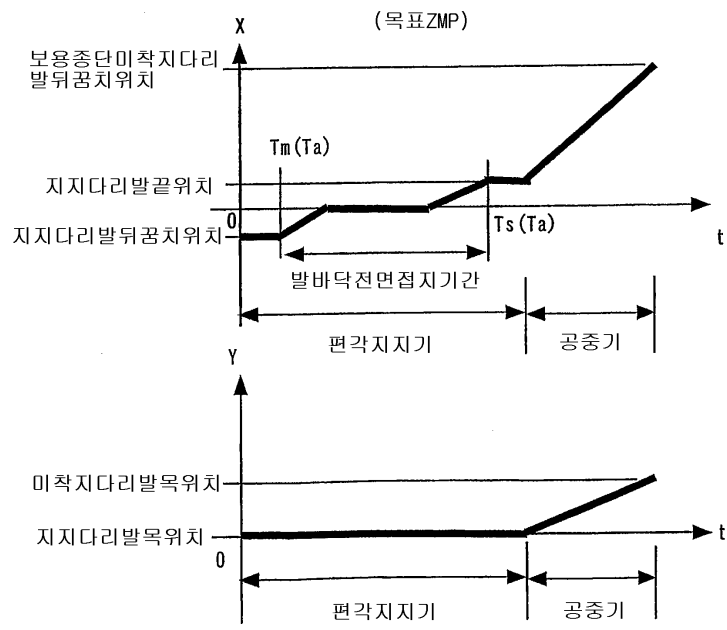 (목표ZMP)
X
보용종단미착지다리
발뒤꿈치위치
Tm(Ta)
지지다리발끝위치
0
지지다리발뒤꿈치위치
Ts(Ta)
t
발바닥전면접지기간
편각지지기
공중기
Y
미착지다리발목위치
지지다리발목위치
t
0
편각지지기
공중기